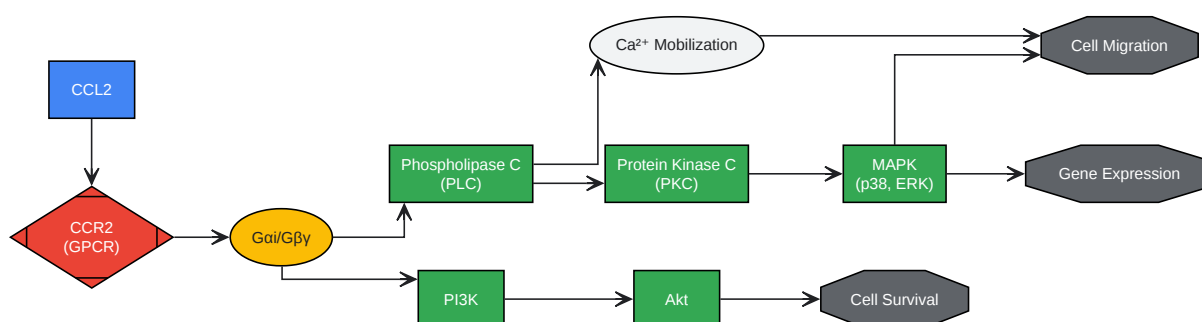 Ca²⁺ Mobilization
Cell Migration
CCL2
Phospholipase C
(PLC)
Protein Kinase C
(PKC)
MAPK
(p38, ERK)
Gene Expression
CCR2
(GPCR)
Gαi/Gβγ
PI3K
Akt
Cell Survival